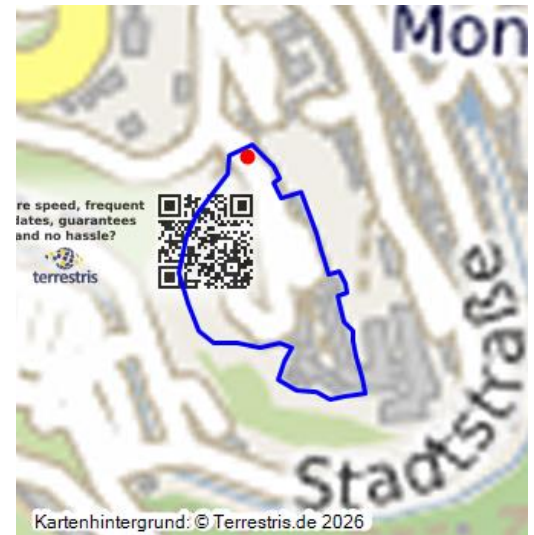 Mon
re speed, frequent
dates, guarantees
and no hassle?
terrestris
Stadtstraße
Kartenhintergrund: © Terrestris.de 2026